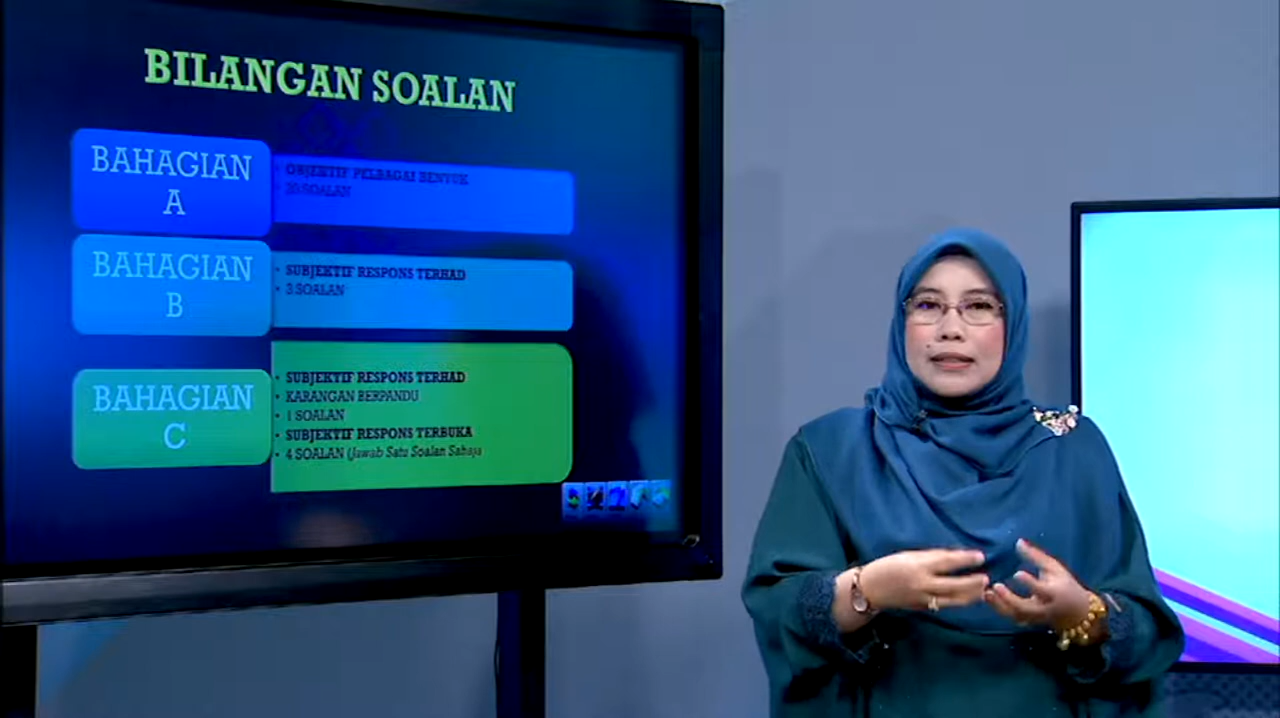 BILANGAN SOALAN
BAHAGIAN
A
• OBJEKTIF PELBAGAI BENTUK
• 20 SOALAN
BAHAGIAN
B
• SUBJEKTIF RESPONS TERHAD
• 3 SOALAN
BAHAGIAN
C
• SUBJEKTIF RESPONS TERHAD
• KARANGAN BERPANDU
• 1 SOALAN
• SUBJEKTIF RESPONS TERBUKA
• 4 SOALAN (Jawab Satu Soalan Sahaja